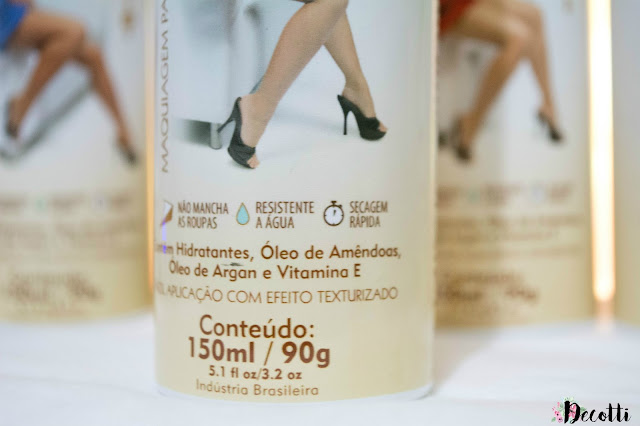 MAQUIAGEM PA
NÃO MANCHA
AS ROUPAS
RESISTENTE
A ÁGUA
SECAGEM
RÁPIDA
Hidratantes, Óleo de Amêndoas,
Óleo de Argan e Vitamina E
APLICAÇÃO COM EFEITO TEXTURIZADO
Conteúdo:
150ml / 90g
5.1 fl oz/3.2 oz
Indústria Brasileira
Decotti